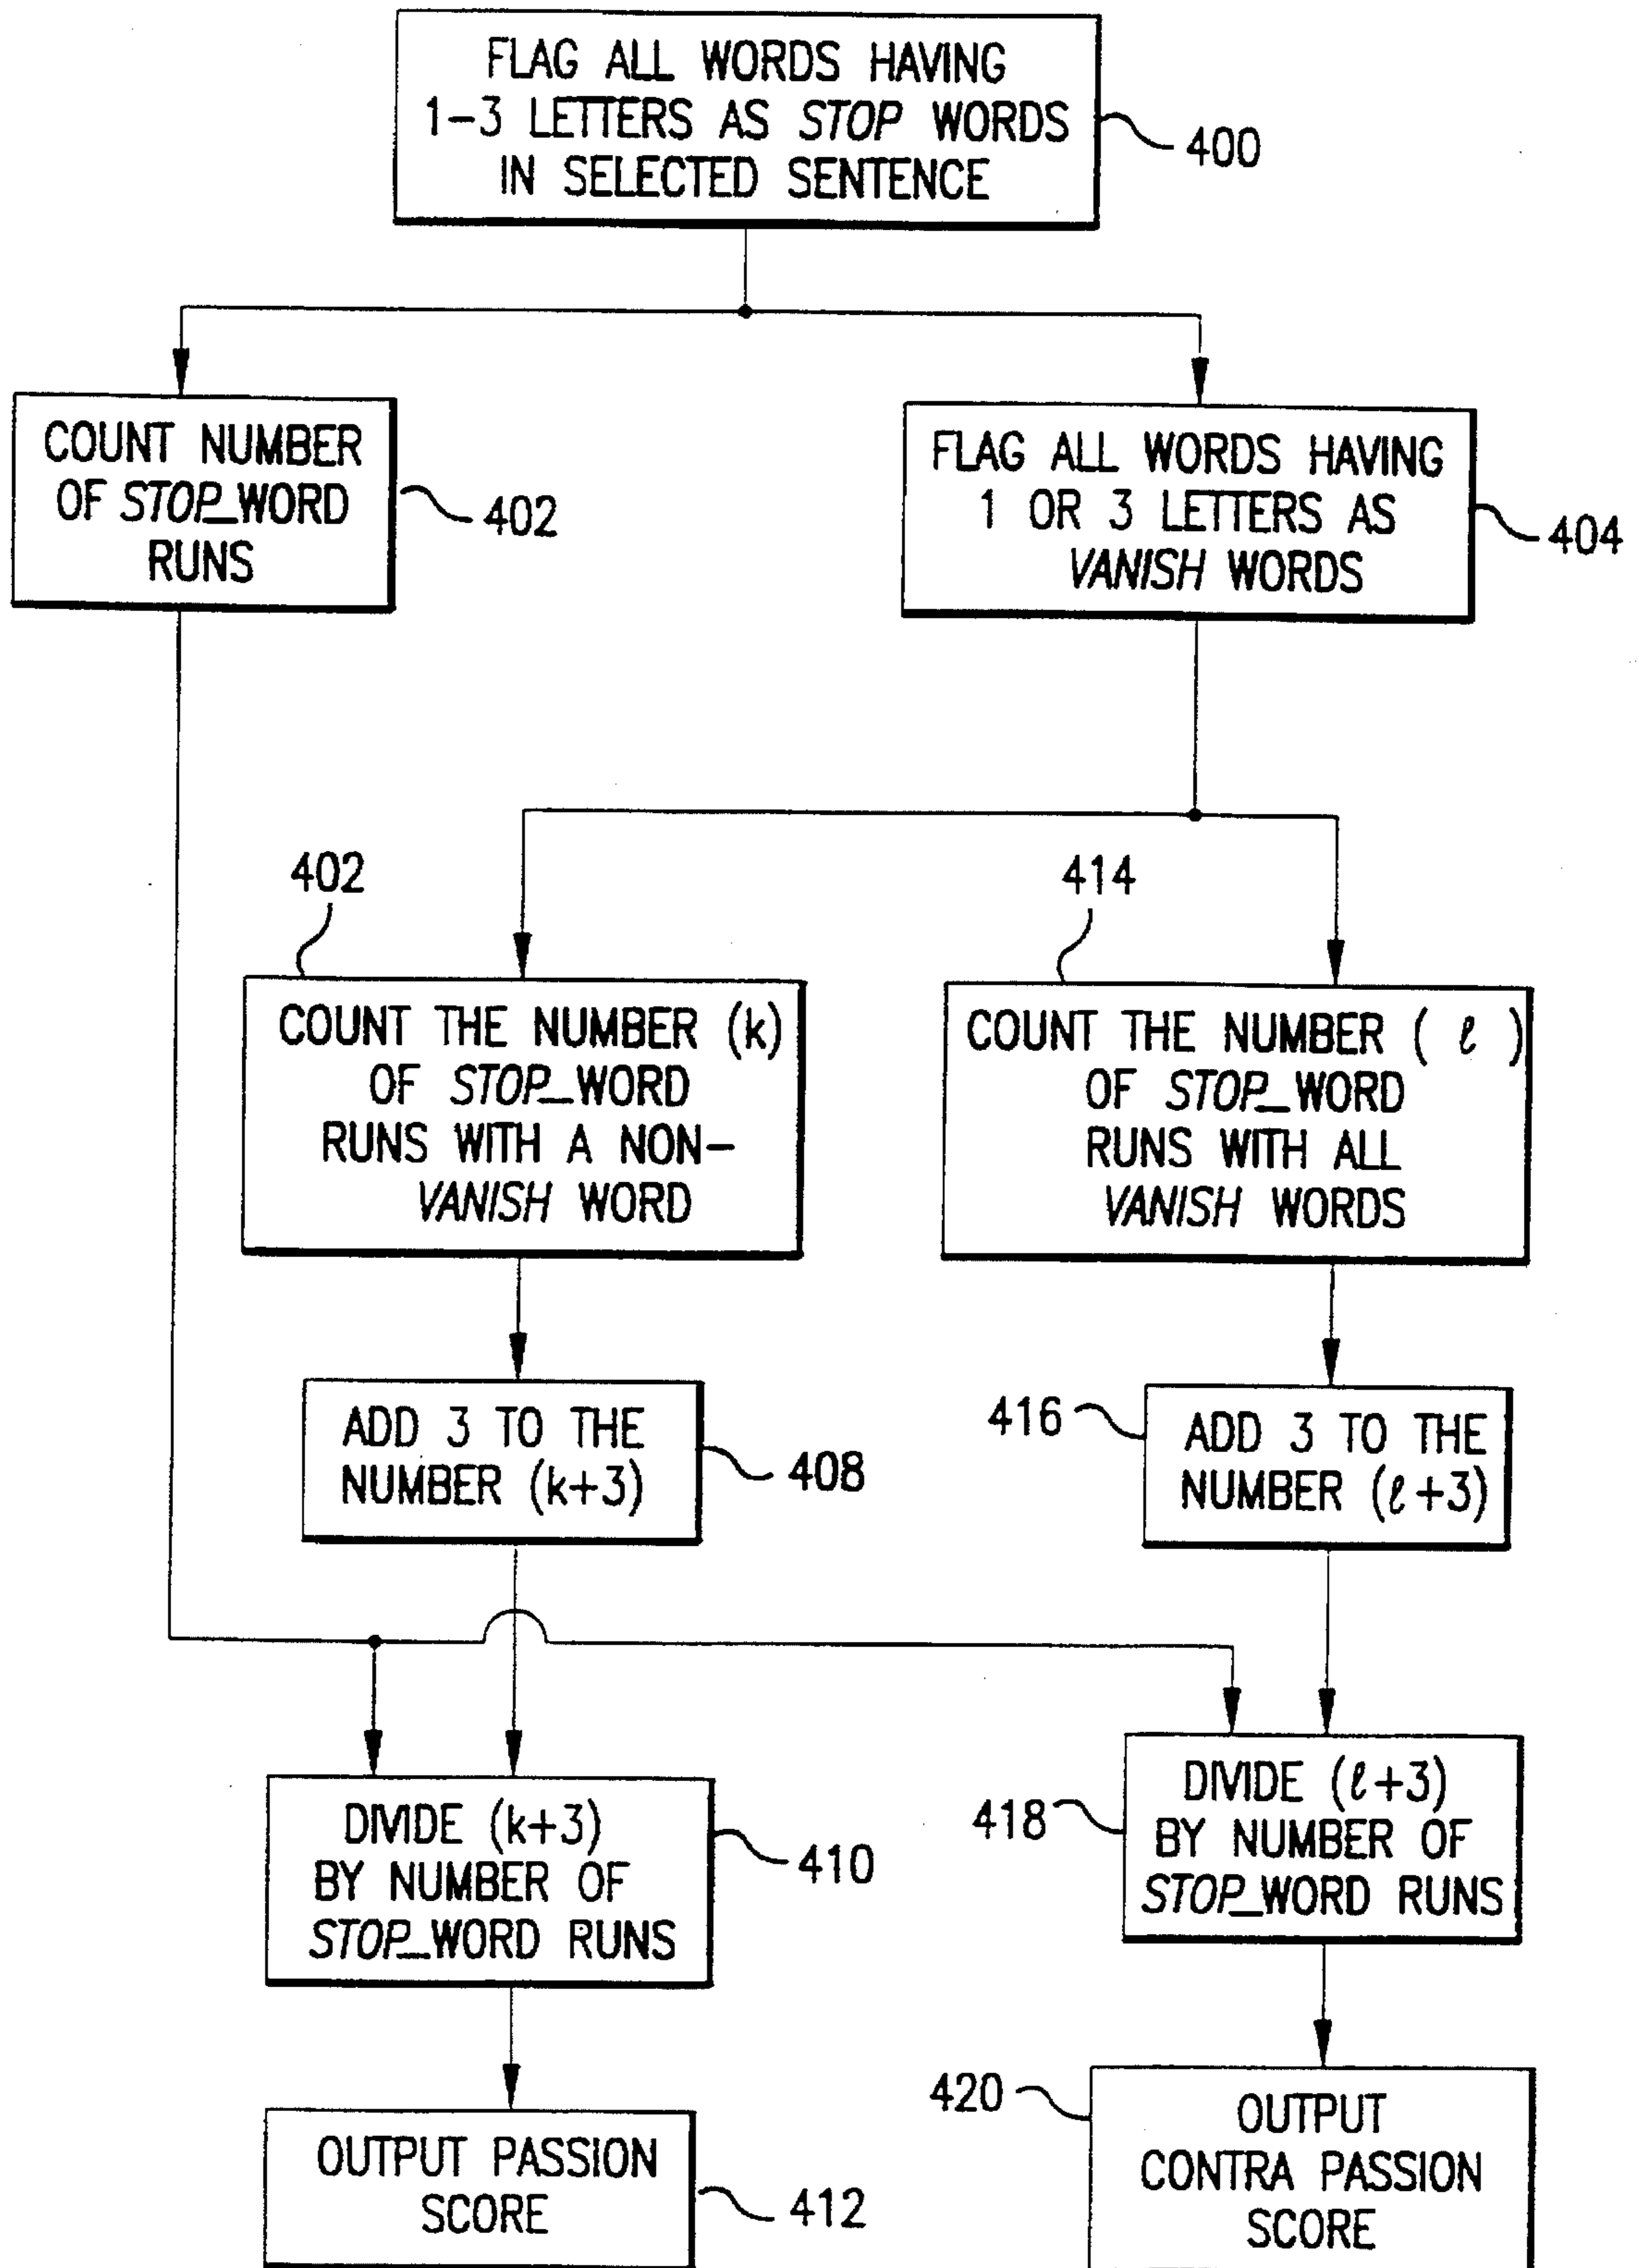 FLAG ALL WORDS HAVING
1-3 LETTERS AS STOP WORDS
IN SELECTED SENTENCE
400
COUNT NUMBER
OF STOP_WORD
RUNS
402
FLAG ALL WORDS HAVING
1 OR 3 LETTERS AS
VANISH WORDS
404
402
COUNT THE NUMBER (k)
OF STOP_WORD
RUNS WITH A NON-
VANISH WORD
414
COUNT THE NUMBER ( ℓ )
OF STOP_WORD
RUNS WITH ALL
VANISH WORDS
ADD 3 TO THE
NUMBER (k+3)
408
416
ADD 3 TO THE
NUMBER (ℓ+3)
DIVIDE (k+3)
BY NUMBER OF
STOP_WORD RUNS
410
418
DIVIDE (ℓ+3)
BY NUMBER OF
STOP_WORD RUNS
OUTPUT PASSION
SCORE
412
420
OUTPUT
CONTRA PASSION
SCORE